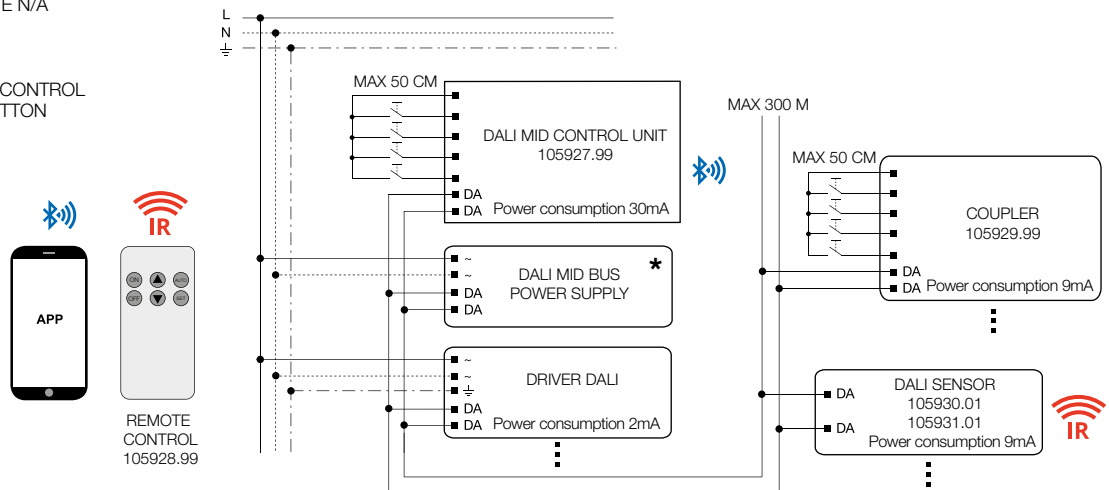 E N/A
CONTROL
TTON
L
N
MAX 50 CM
DALI MID CONTROL UNIT
105927.99
DA
DA Power consumption 30mA
MAX 300 M
MAX 50 CM
COUPLER
105929.99
DA
DA Power consumption 9mA
IR
APP
ON
AUTO
OFF
SET
REMOTE
CONTROL
105928.99
~
~
DALI MID BUS
POWER SUPPLY
*
DA
DA
~
~
DRIVER DALI
DA
DA Power consumption 2mA
DALI SENSOR
105930.01
105931.01
DA
DA
Power consumption 9mA
IR